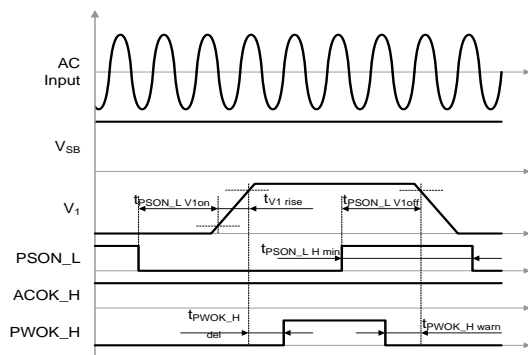 AC
Input
VSB
tPSON_L V1on
tV1 rise
tPSON_L V1off
V1
tPSON_L H min
PSON_L
ACOK_H
tPWOK_H
del
tPWOK_H warn
PWOK_H